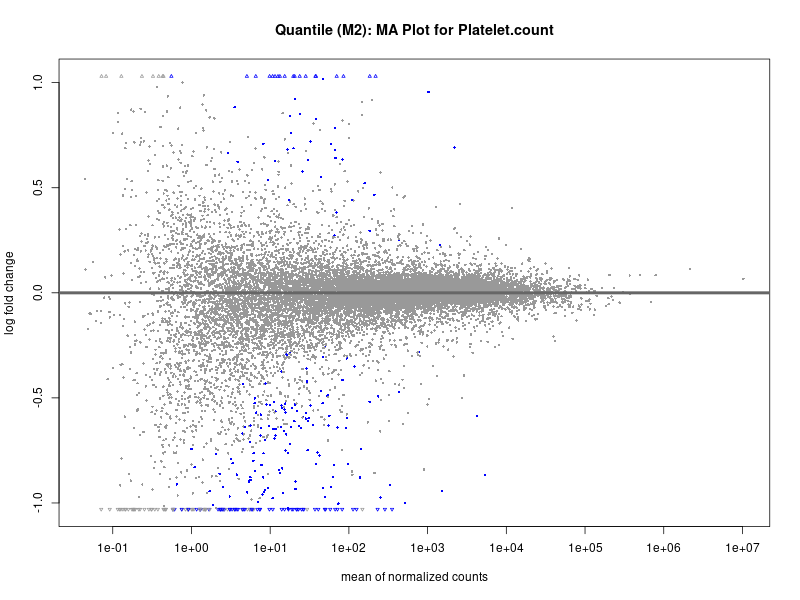 Quantile (M2): MA Plot for Platelet.count
1.0
0.5
0.0
-0.5
-1.0
log fold change
1e-01 1e+00 1e+01 1e+02 1e+03 1e+04 1e+05 1e+06 1e+07
mean of normalized counts